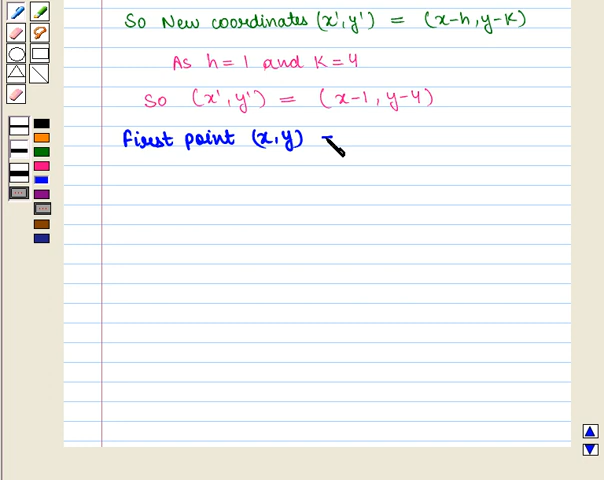 So New coordinates (x', y') = (x-h, y-k)
As h = 1 and k = 4
So (x', y') = (x-1, y-4)
First point (x, y) -